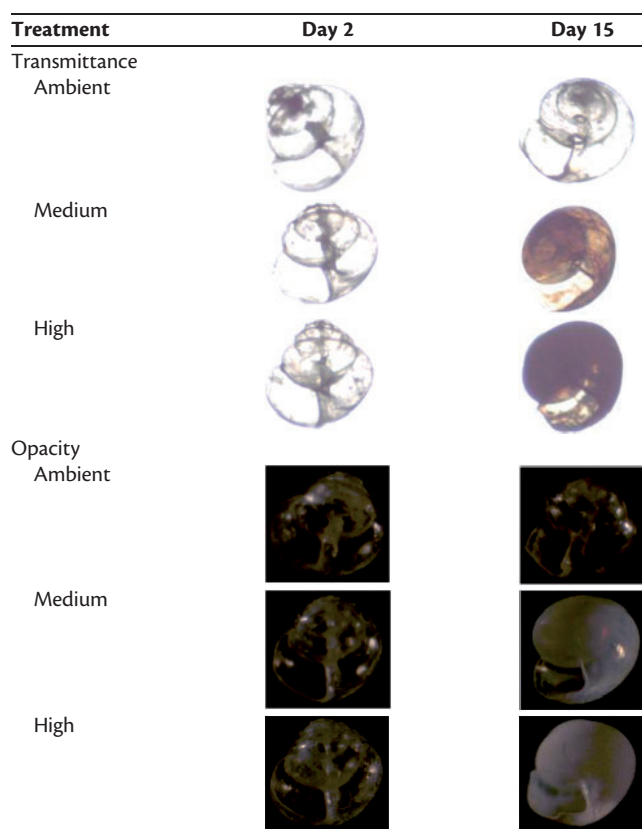 Treatment Day 2 Day 15
Transmittance
Ambient
Medium
High
Opacity
Ambient
Medium
High